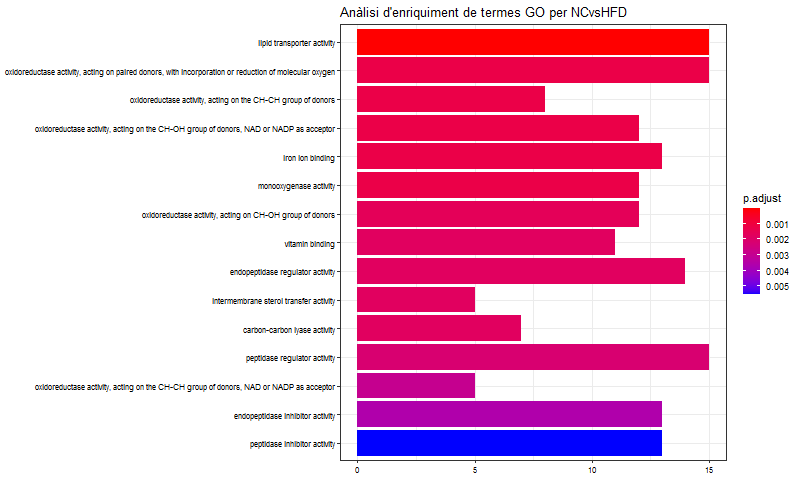 Anàlisi d'enriquiment de termes GO per NCvsHFD
lipid transporter activity
oxidoreductase activity, acting on paired donors, with incorporation or reduction of molecular oxygen
oxidoreductase activity, acting on the CH-CH group of donors
oxidoreductase activity, acting on the CH-OH group of donors, NAD or NADP as acceptor
iron ion binding
monooxygenase activity
oxidoreductase activity, acting on CH-OH group of donors
vitamin binding
endopeptidase regulator activity
intermembrane sterol transfer activity
carbon-carbon lyase activity
peptidase regulator activity
oxidoreductase activity, acting on the CH-CH group of donors, NAD or NADP as acceptor
endopeptidase inhibitor activity
peptidase inhibitor activity
0 5 10 15
p.adjust
0.001
0.002
0.003
0.004
0.005